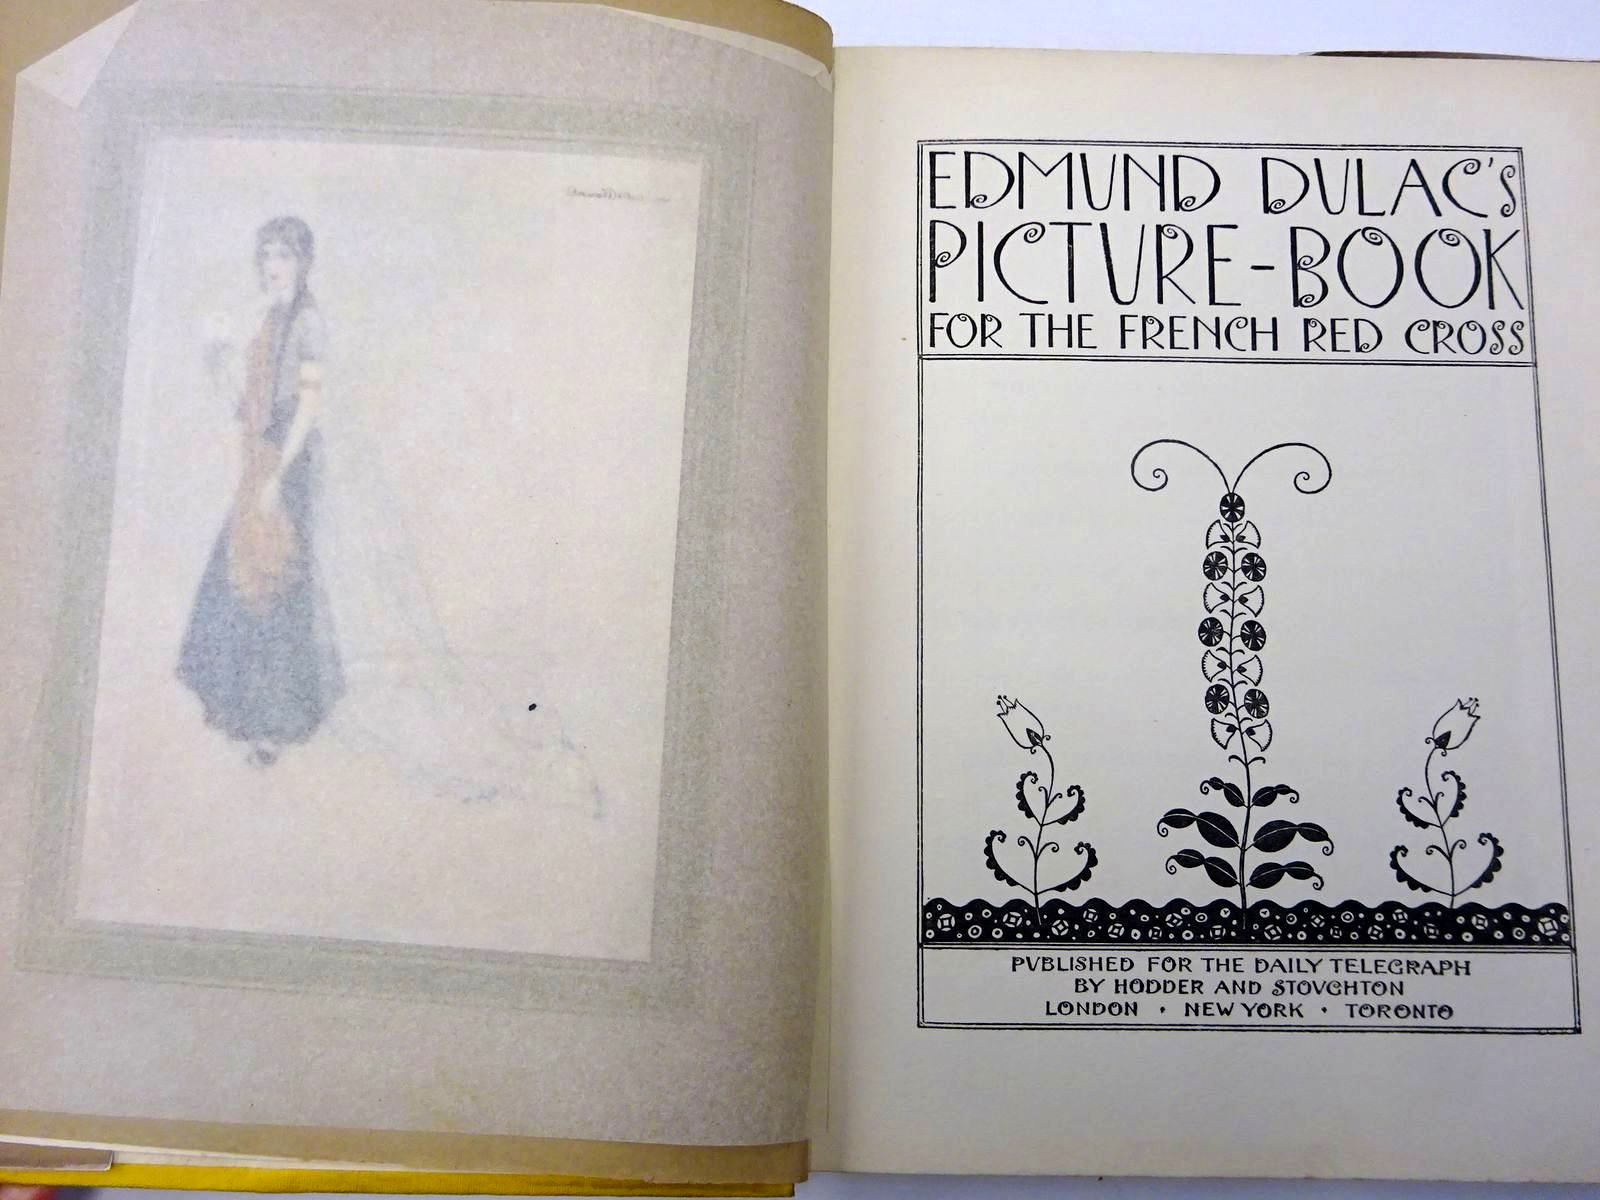 EDMUND DULAC'S
PICTURE-BOOK
FOR THE FRENCH RED CROSS
PVBLISHED FOR THE DAILY TELEGRAPH
BY HODDER AND STOVGHTON
LONDON · NEW YORK · TORONTO